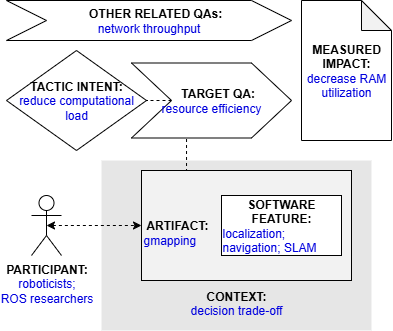 OTHER RELATED QAs:
network throughput
MEASURED
IMPACT:
decrease RAM
utilization
TACTIC INTENT:
reduce computational
load
TARGET QA:
resource efficiency
SOFTWARE
FEATURE:
localization;
navigation; SLAM
ARTIFACT:
gmapping
PARTICIPANT:
roboticists;
ROS researchers
CONTEXT:
decision trade-off